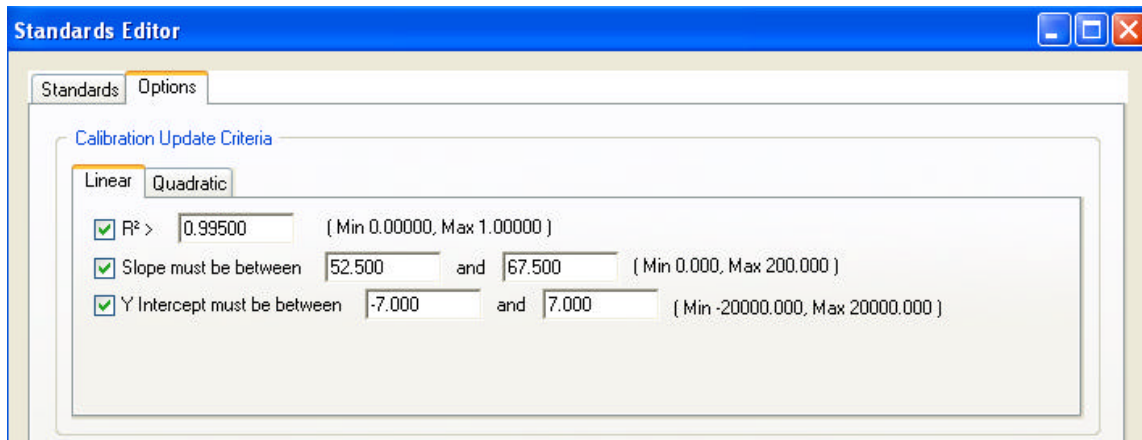 Standards Editor
Standards Options
Calibration Update Criteria
Linear Quadratic
R² > 0.99500 ( Min 0.00000, Max 1.00000 )
Slope must be between 52.500 and 67.500 ( Min 0.000, Max 200.000 )
Y Intercept must be between -7.000 and 7.000 ( Min -20000.000, Max 20000.000 )